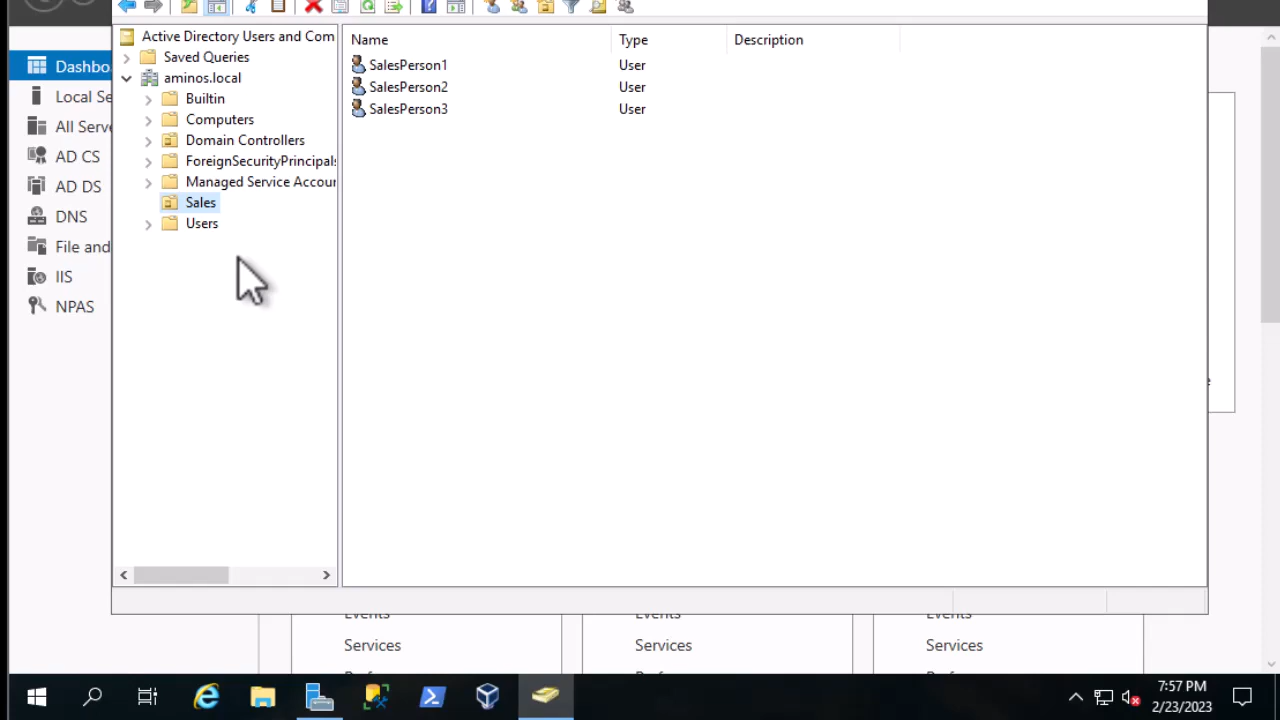 Active Directory Users and Com
Saved Queries
aminos.local
Builtin
Computers
Domain Controllers
ForeignSecurityPrincipals
Managed Service Accour
Sales
Users
Name Type Description
SalesPerson1 User
SalesPerson2 User
SalesPerson3 User
Dashbo
Local Se
All Serve
AD CS
AD DS
DNS
File and
IIS
NPAS
Events Events Events
Services Services Services
7:57 PM
2/23/2023